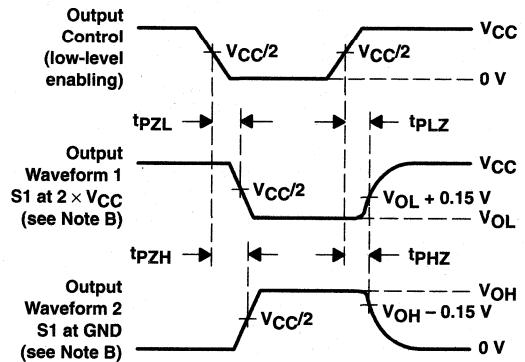 Output
Control
(low-level
enabling)
VCC/2
VCC/2
VCC
0 V
tPZL
tPLZ
Output
Waveform 1
S1 at 2 × VCC
(see Note B)
VCC/2
VCC
VOL + 0.15 V
VOL
tPZH
tPHZ
Output
Waveform 2
S1 at GND
(see Note B)
VCC/2
VOH
VOH − 0.15 V
0 V